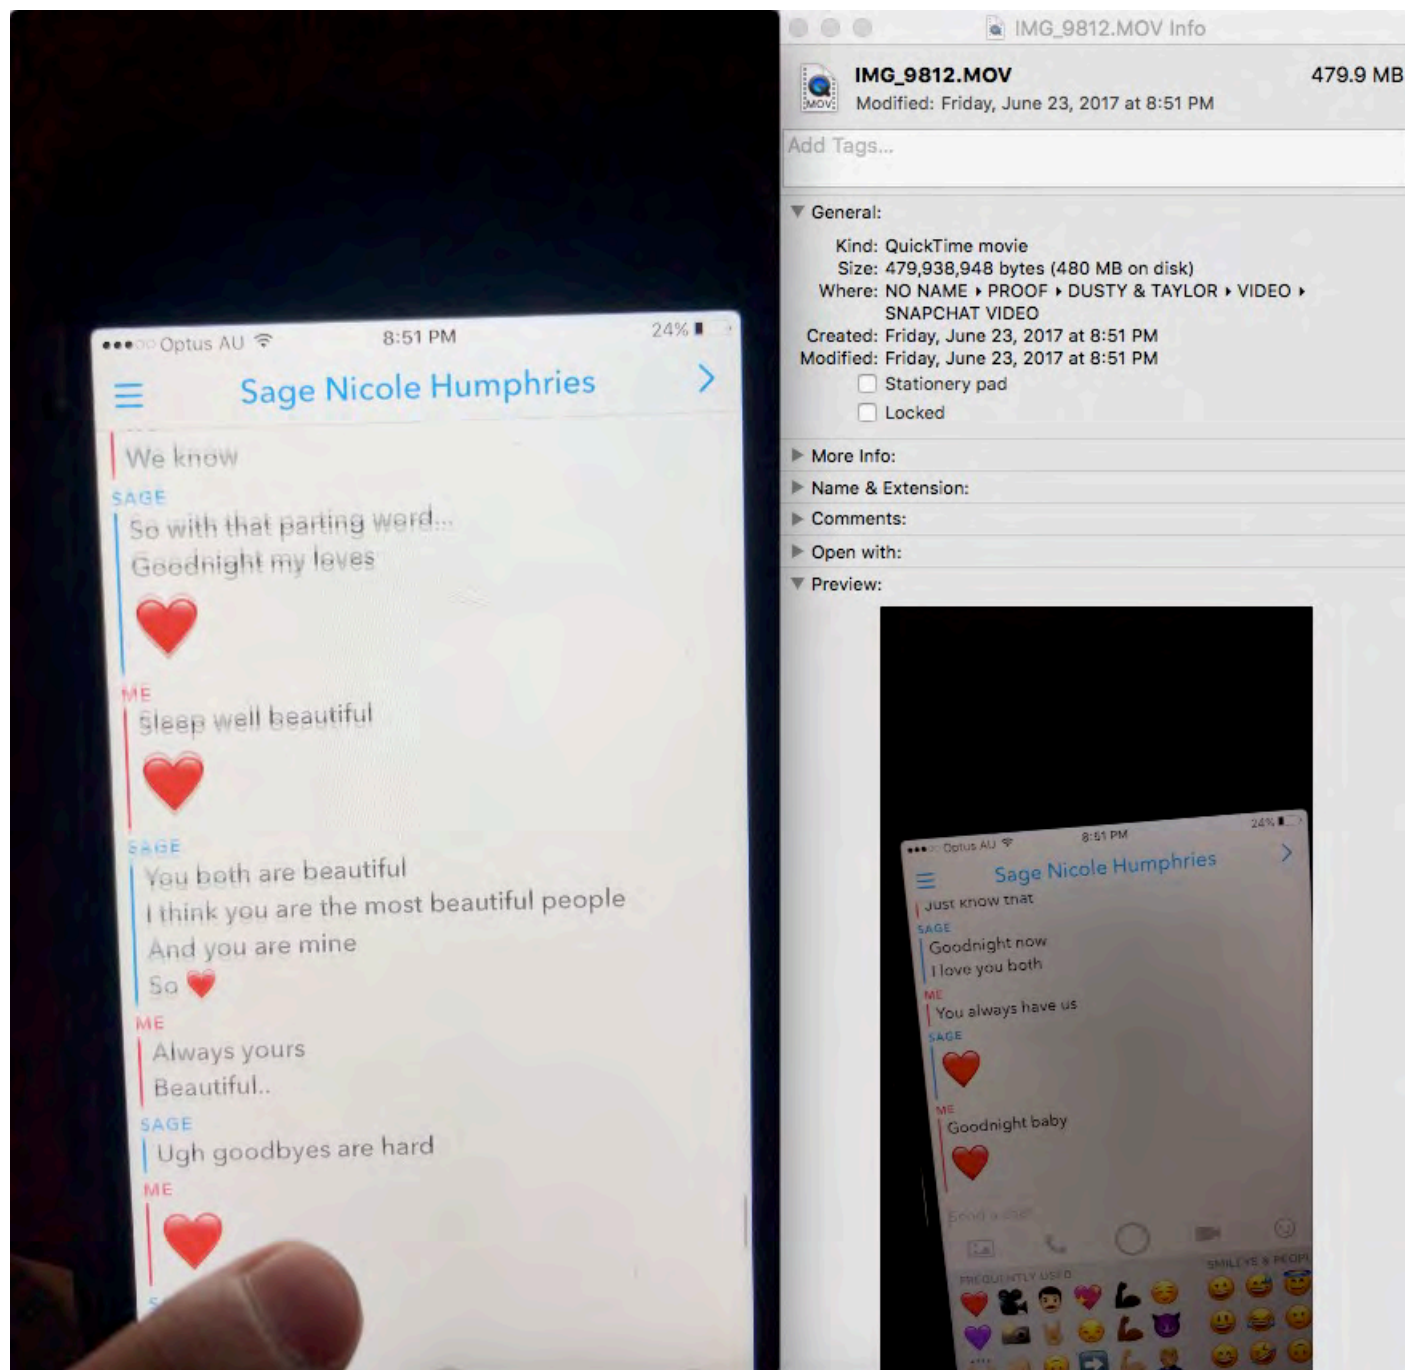 Optus AU
8:51 PM
24%
Sage Nicole Humphries
We know
SAGE
So with that parting word...
Goodnight my loves
❤️
ME
Sleep well beautiful
❤️
SAGE
You both are beautiful
I think you are the most beautiful people
And you are mine
So ❤️
ME
Always yours
Beautiful..
SAGE
Ugh goodbyes are hard
ME
❤️
IMG_9812.MOV Info
IMG_9812.MOV 479.9 MB
Modified: Friday, June 23, 2017 at 8:51 PM
MOV
Add Tags...
General:
Kind: QuickTime movie
Size: 479,938,948 bytes (480 MB on disk)
Where: NO NAME ▸ PROOF ▸ DUSTY & TAYLOR ▸ VIDEO ▸
SNAPCHAT VIDEO
Created: Friday, June 23, 2017 at 8:51 PM
Modified: Friday, June 23, 2017 at 8:51 PM
Stationery pad
Locked
More Info:
Name & Extension:
Comments:
Open with:
Preview:
Optus AU
8:51 PM
24%
Sage Nicole Humphries
Just know that
SAGE
Goodnight now
I love you both
ME
You always have us
SAGE
❤️
ME
Goodnight baby
❤️
Send a chat
FREQUENTLY USED
SMILEYS & PEOPL